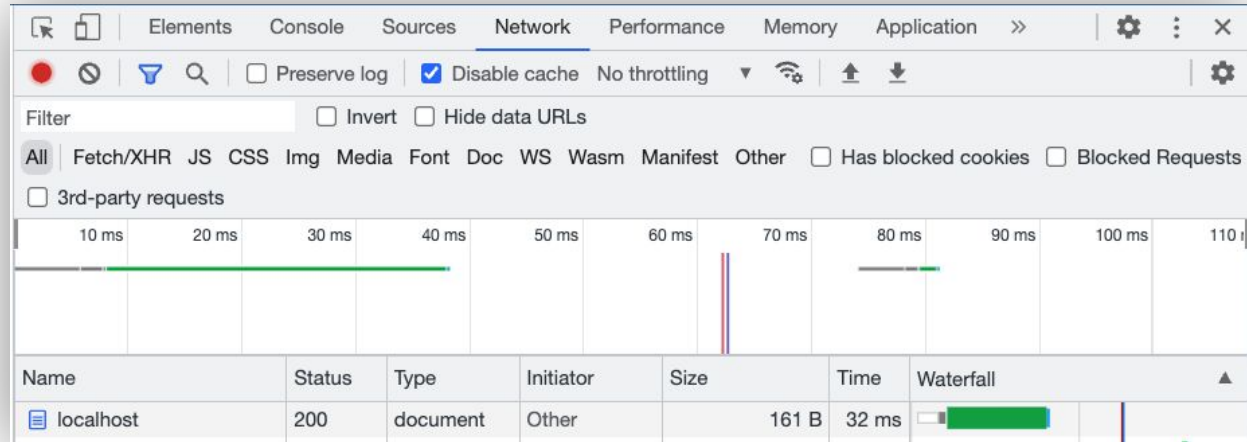 Elements Console Sources Network Performance Memory Application »
Preserve log Disable cache No throttling
Filter Invert Hide data URLs
All Fetch/XHR JS CSS Img Media Font Doc WS Wasm Manifest Other Has blocked cookies Blocked Requests
3rd-party requests
10 ms 20 ms 30 ms 40 ms 50 ms 60 ms 70 ms 80 ms 90 ms 100 ms 110
Name Status Type Initiator Size Time Waterfall
localhost 200 document Other 161 B 32 ms